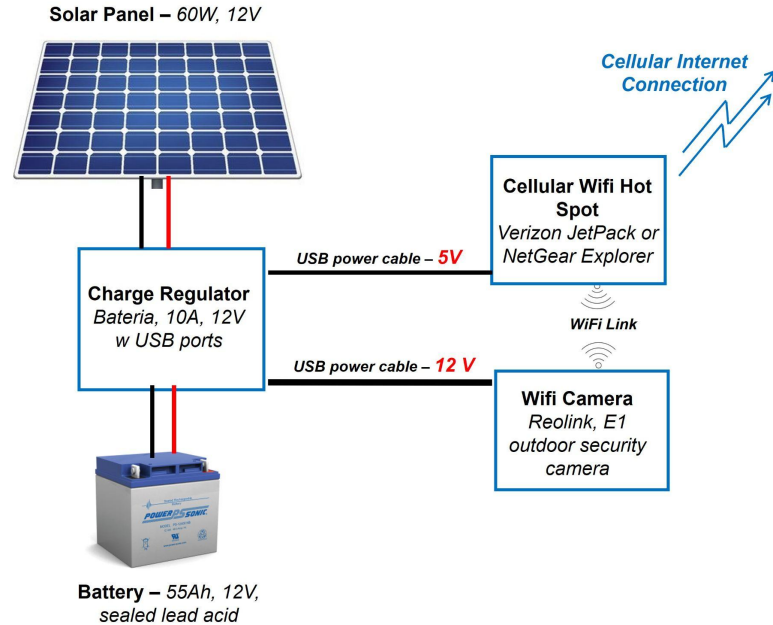 Solar Panel – 60W, 12V
Cellular Internet
Connection
Cellular Wifi Hot
Spot
Verizon JetPack or
NetGear Explorer
USB power cable – 5V
Charge Regulator
Bateria, 10A, 12V
w USB ports
WiFi Link
USB power cable – 12 V
Wifi Camera
Reolink, E1
outdoor security
camera
POWER PS SONIC
Battery – 55Ah, 12V,
sealed lead acid